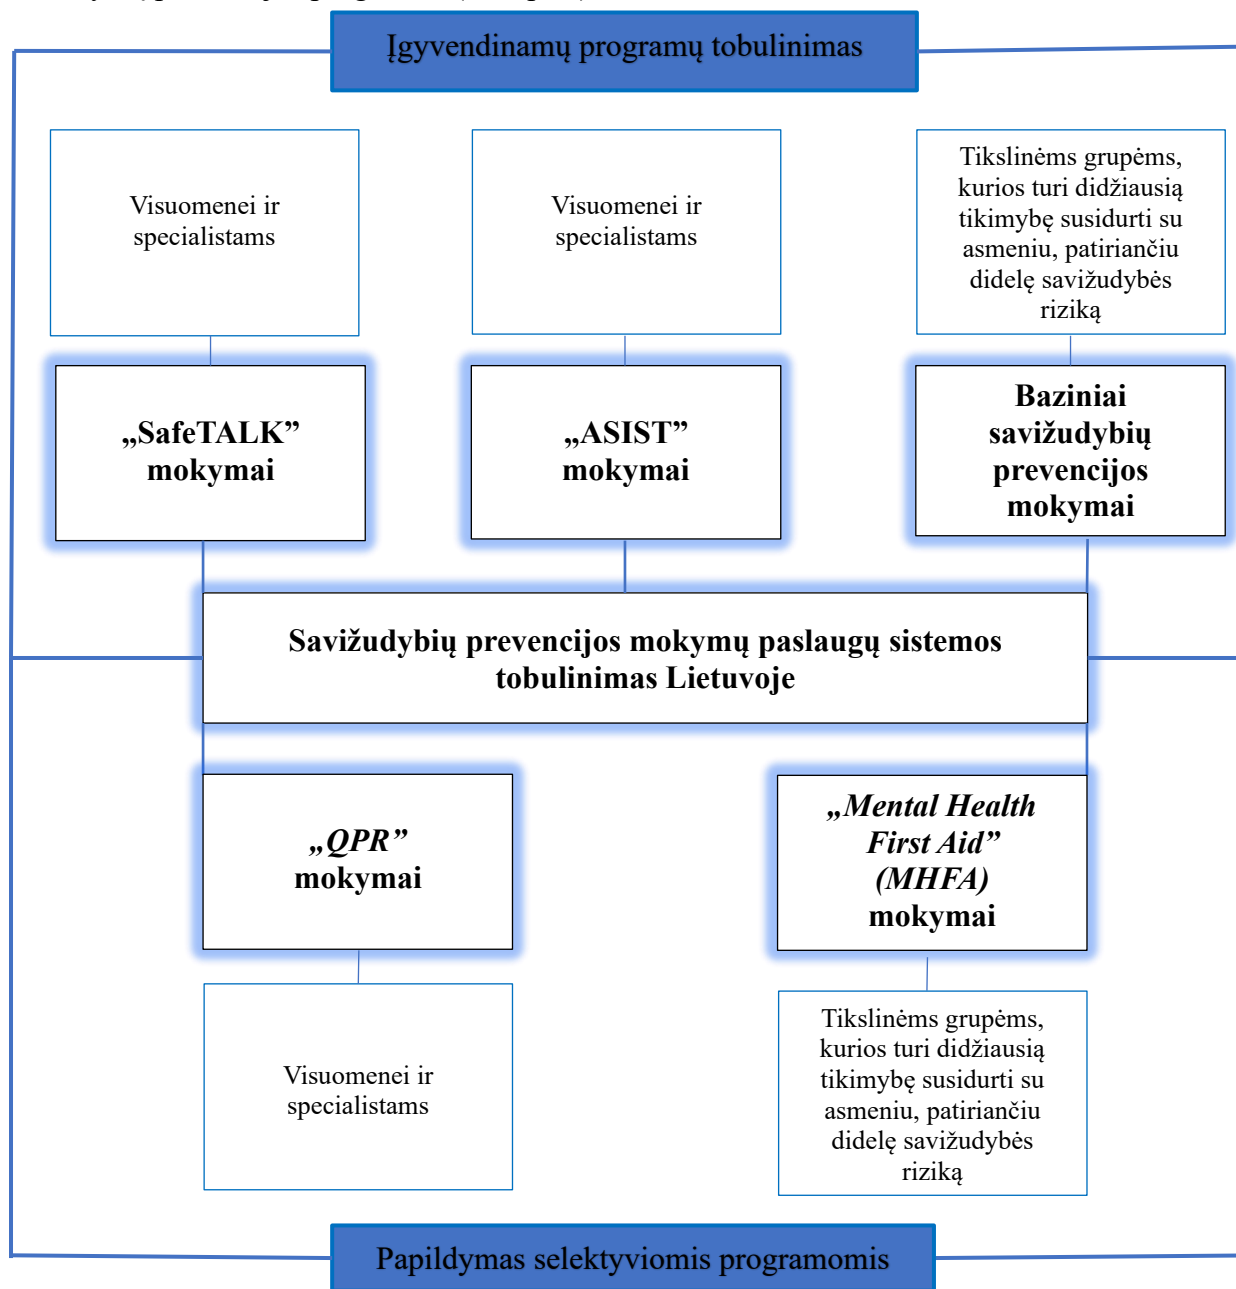 Įgyvendinamų programų tobulinimas
Visuomenei ir
specialistams
Visuomenei ir
specialistams
Tikslinėms grupėms,
kurios turi didžiausią
tikimybę susidurti su
asmeniu, patiriančiu
didelę savižudybės
riziką
„SafeTALK”
mokymai
„ASIST”
mokymai
Baziniai
savižudybių
prevencijos
mokymai
Savižudybių prevencijos mokymų paslaugų sistemos
tobulinimas Lietuvoje
„QPR”
mokymai
„Mental Health
First Aid”
(MHFA)
mokymai
Visuomenei ir
specialistams
Tikslinėms grupėms,
kurios turi didžiausią
tikimybę susidurti su
asmeniu, patiriančiu
didelę savižudybės
riziką
Papildymas selektyviomis programomis